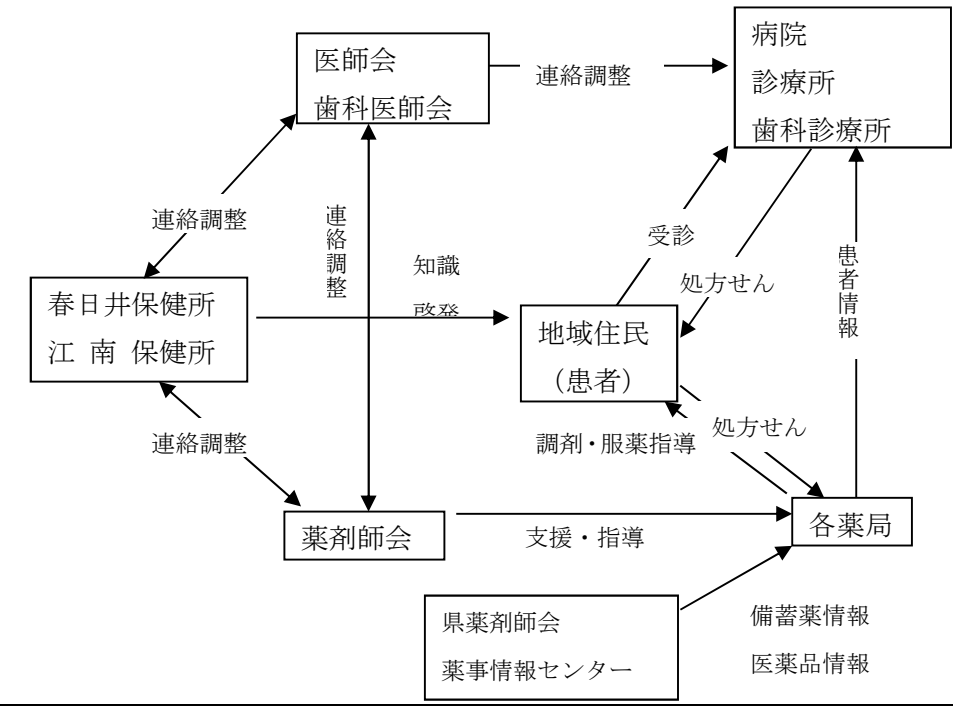 医師会
歯科医師会
連絡調整
病院
診療所
歯科診療所
連絡調整
連絡調整
知識
啓発
受診
処方せん
患者情報
春日井保健所
江 南 保健所
地域住民
（患者）
連絡調整
調剤・服薬指導
処方せん
薬剤師会
支援・指導
各薬局
県薬剤師会
薬事情報センター
備蓄薬情報
医薬品情報